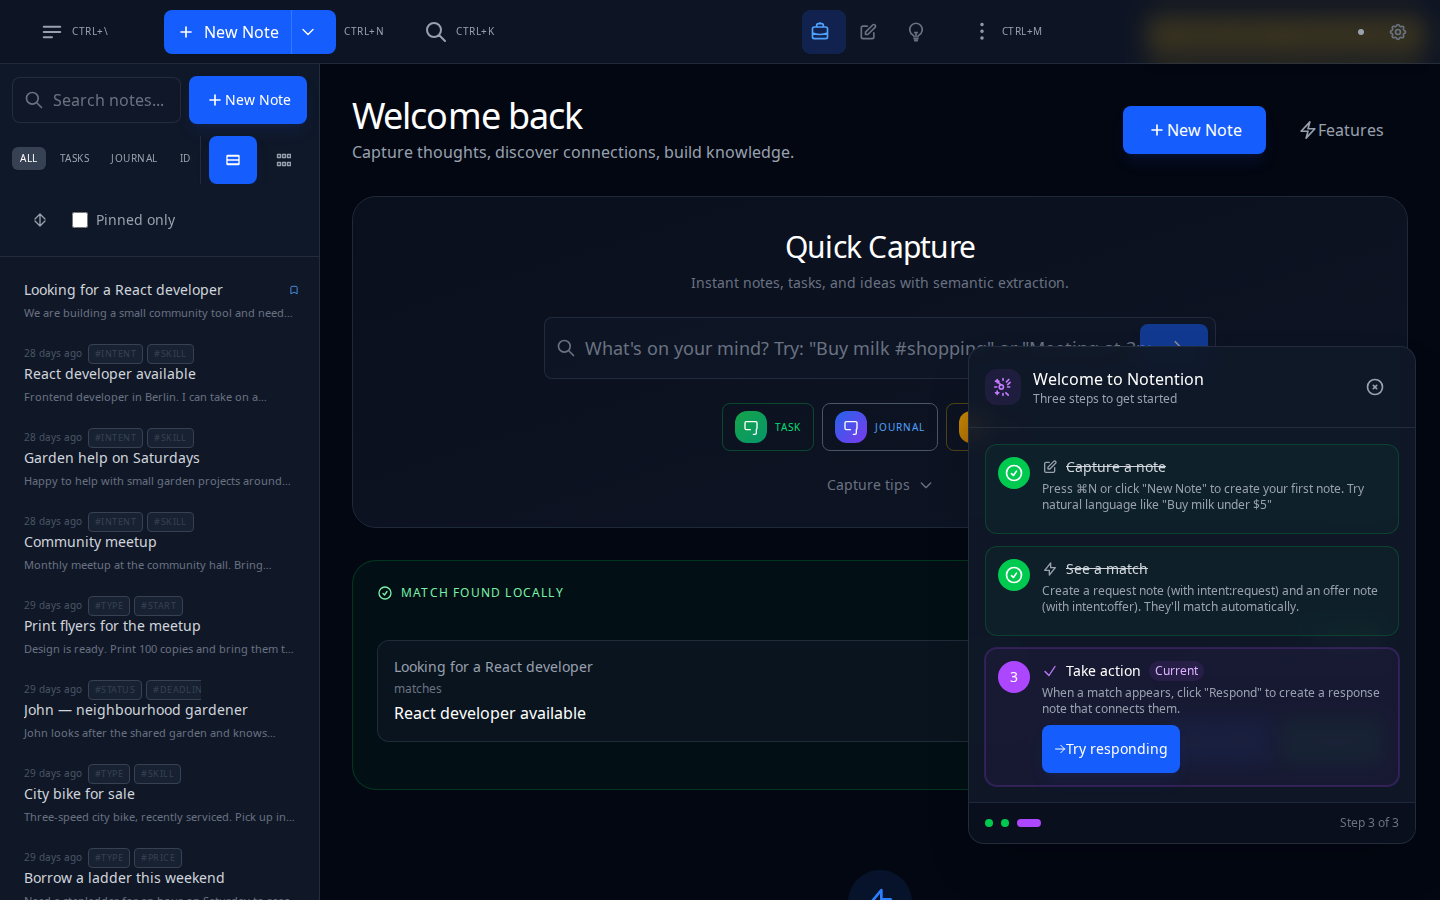 CTRL+\
New Note
CTRL+N
CTRL+K
CTRL+M
Search notes...
New Note
ALL
TASKS
JOURNAL
ID
Pinned only
Looking for a React developer
We are building a small community tool and need...
28 days ago #INTENT #SKILL
React developer available
Frontend developer in Berlin. I can take on a...
28 days ago #INTENT #SKILL
Garden help on Saturdays
Happy to help with small garden projects around...
28 days ago #INTENT #SKILL
Community meetup
Monthly meetup at the community hall. Bring...
29 days ago #TYPE #START
Print flyers for the meetup
Design is ready. Print 100 copies and bring them t...
29 days ago #STATUS #DEADLIN
John — neighbourhood gardener
John looks after the shared garden and knows...
29 days ago #TYPE #SKILL
City bike for sale
Three-speed city bike, recently serviced. Pick up in...
29 days ago #TYPE #PRICE
Borrow a ladder this weekend
Welcome back
Capture thoughts, discover connections, build knowledge.
New Note
Features
Quick Capture
Instant notes, tasks, and ideas with semantic extraction.
What's on your mind? Try: "Buy milk #shopping" or "Meeting at 3p
TASK
JOURNAL
Capture tips
MATCH FOUND LOCALLY
Looking for a React developer
matches
React developer available
Welcome to Notention
Three steps to get started
Capture a note
Press ⌘N or click "New Note" to create your first note. Try
natural language like "Buy milk under $5"
See a match
Create a request note (with intent:request) and an offer note
(with intent:offer). They'll match automatically.
3
Take action
Current
When a match appears, click "Respond" to create a response
note that connects them.
Try responding
Step 3 of 3